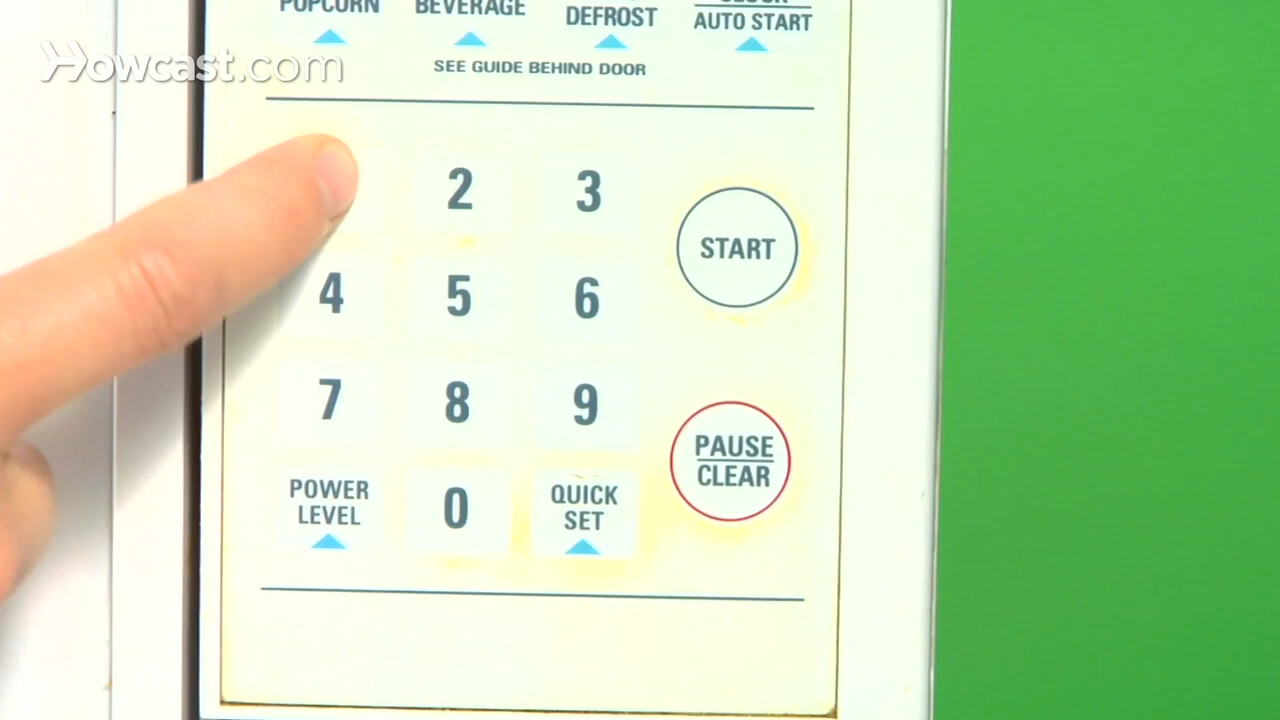 POPCORN
BEVERAGE
DEFROST
AUTO START
Howcast.com
SEE GUIDE BEHIND DOOR
2
3
START
4
5
6
7
8
9
PAUSE
CLEAR
POWER
LEVEL
0
QUICK
SET